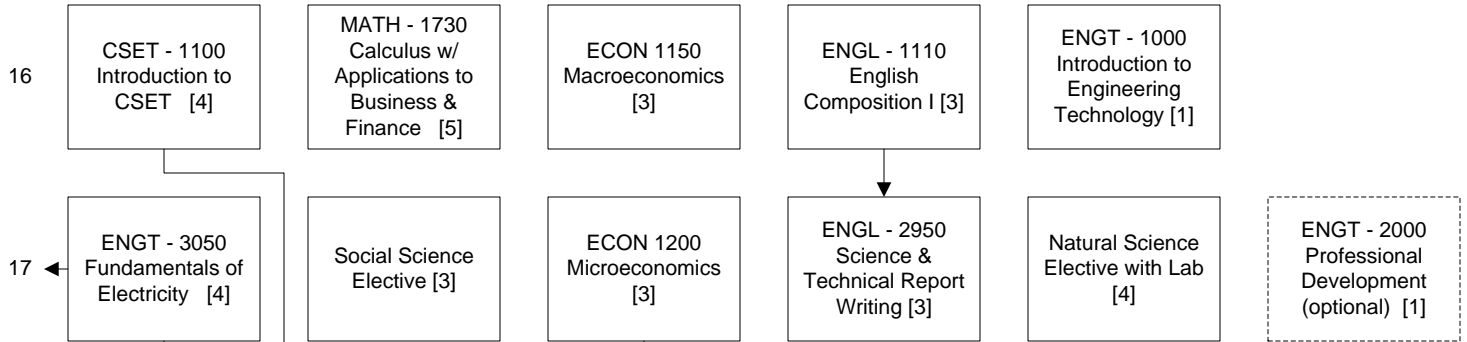 16
CSET - 1100
Introduction to
CSET [4]
MATH - 1730
Calculus w/
Applications to
Business &
Finance [5]
ECON 1150
Macroeconomics
[3]
ENGL - 1110
English
Composition I [3]
ENGT - 1000
Introduction to
Engineering
Technology [1]
17
ENGT - 3050
Fundamentals of
Electricity [4]
Social Science
Elective [3]
ECON 1200
Microeconomics
[3]
ENGL - 2950
Science &
Technical Report
Writing [3]
Natural Science
Elective with Lab
[4]
ENGT - 2000
Professional
Development
(optional) [1]